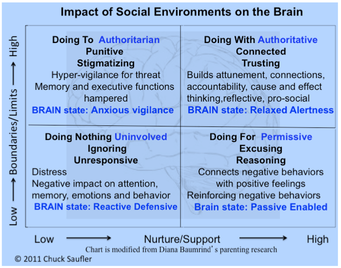 Impact of Social Environments on the Brain
High
Boundaries/Limits
Low
Doing To Authoritarian
Punitive
Stigmatizing
Hyper-vigilance for threat
Memory and executive functions
hampered
BRAIN state: Anxious vigilance
Doing With Authoritative
Connected
Trusting
Builds attunement, connections,
accountability, cause and effect
thinking,reflective, pro-social
BRAIN state: Relaxed Alertness
Doing Nothing Uninvolved
Ignoring
Unresponsive
Distress
Negative impact on attention,
memory, emotions and behavior
BRAIN state: Reactive Defensive
Doing For Permissive
Excusing
Reasoning
Connects negative behaviors
with positive feelings
Reinforcing negative behaviors
Brain state: Passive Enabled
Low Nurture/Support High
Chart is modified from Diana Baumrind's parenting research
© 2011 Chuck Saufler